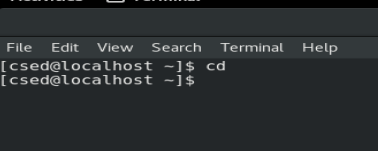 File Edit View Search Terminal Help
[csed@localhost ~]$ cd
[csed@localhost ~]$